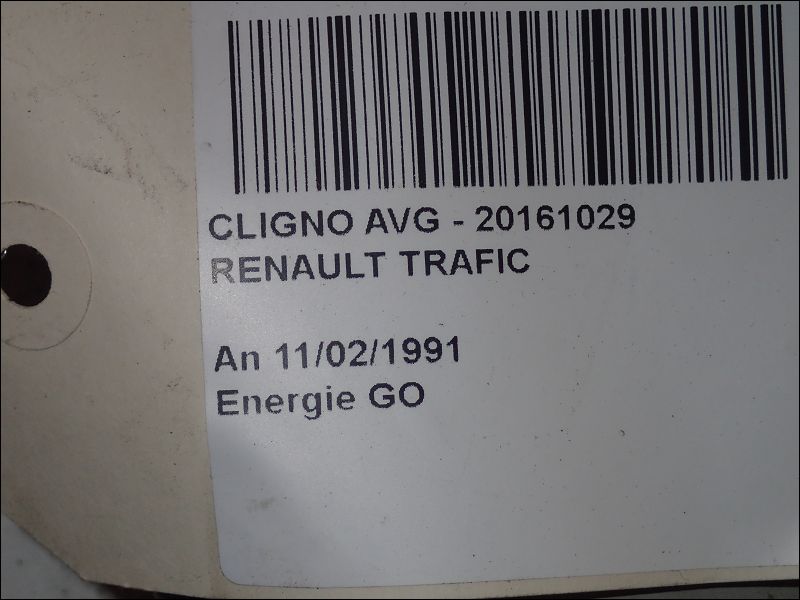 CLIGNO AVG - 20161029
RENAULT TRAFIC
An 11/02/1991
Energie GO